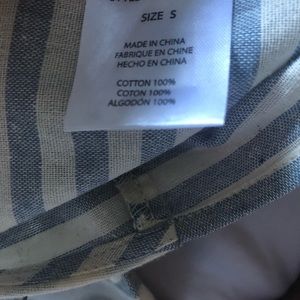 SIZE S
MADE IN CHINA
FABRIQUE EN CHINE
HECHO EN CHINA
COTTON 100%
COTON 100%
ALGODÓN 100%